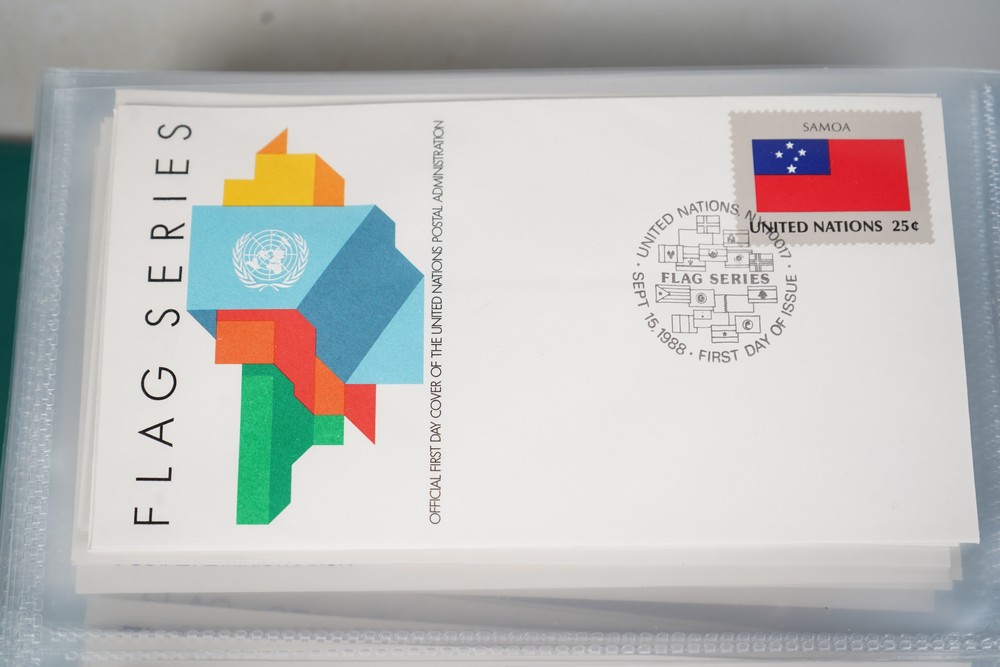 FLAG SERIES
OFFICIAL FIRST DAY COVER OF THE UNITED NATIONS POSTAL ADMINISTRATION
SAMOA
UNITED NATIONS 25¢
· UNITED NATIONS, N.Y. 10017 ·
FLAG SERIES
SEPT 15, 1988 · FIRST DAY OF ISSUE